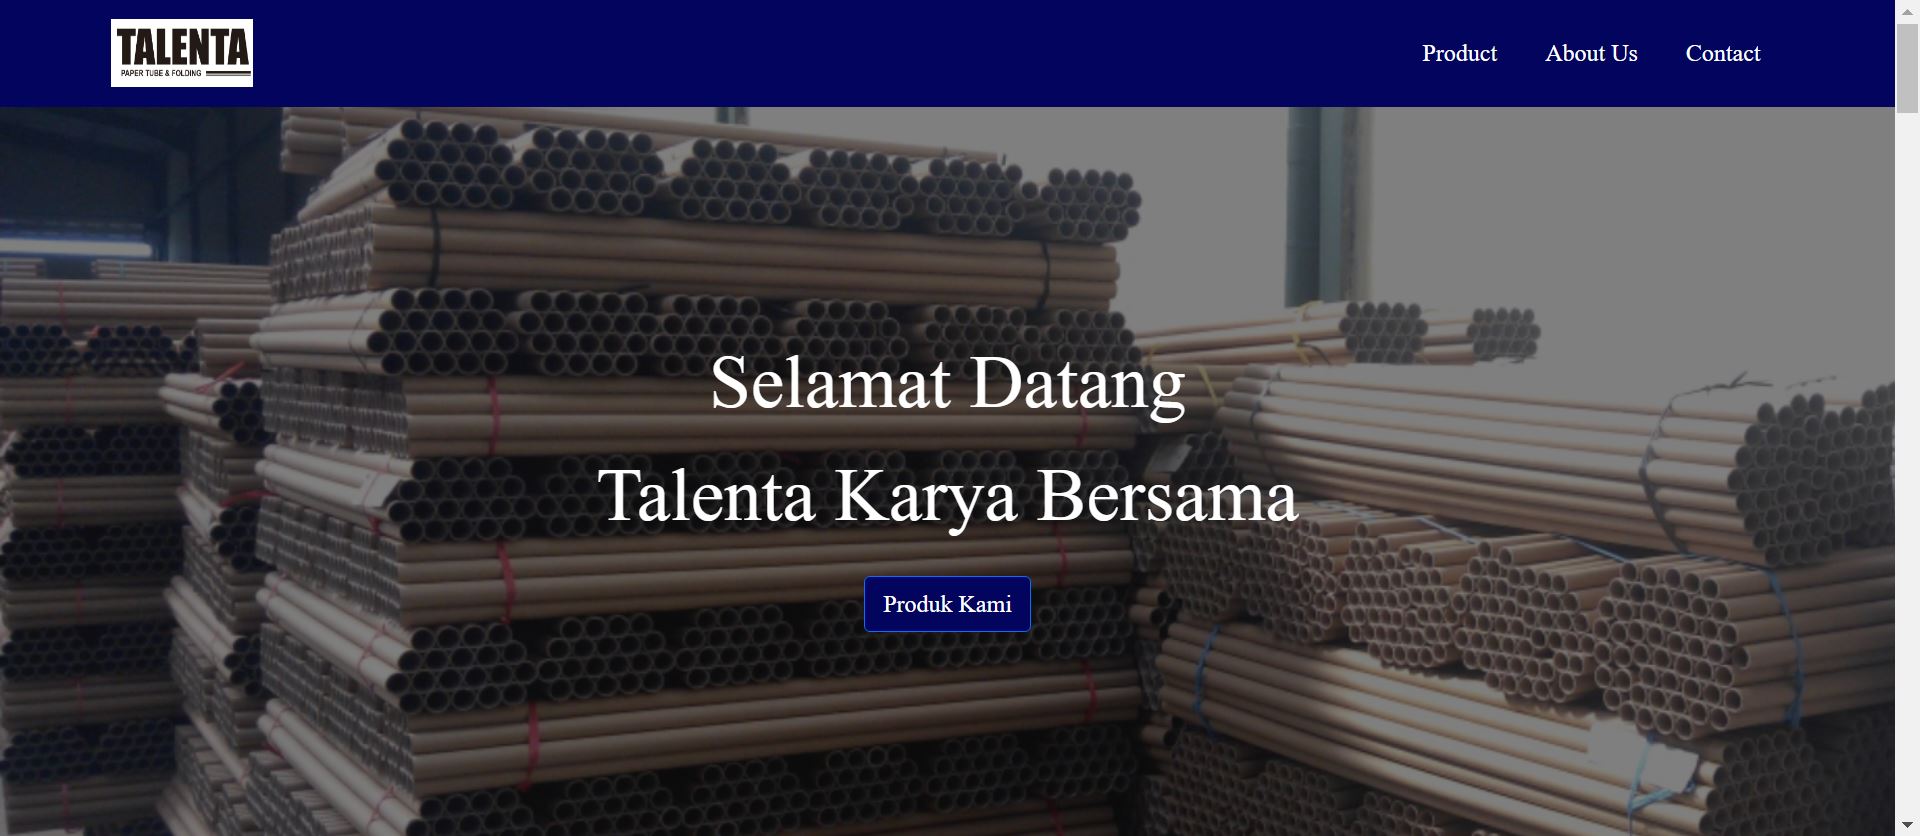 TALENTA
PAPER TUBE & FOLDING
Product
About Us
Contact
Selamat Datang
Talenta Karya Bersama
Produk Kami